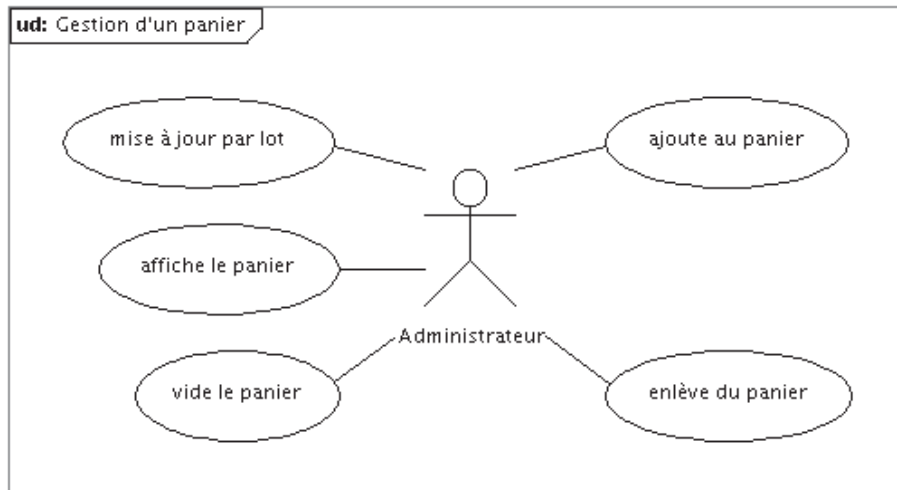 ud: Gestion d'un panier
mise à jour par lot
ajoute au panier
affiche le panier
Administrateur
vide le panier
enlève du panier